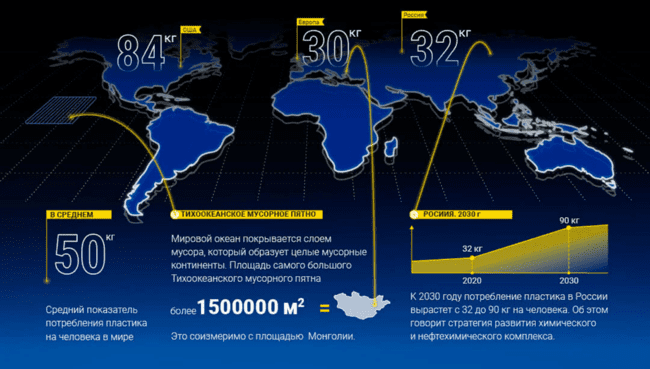 США
84 кг
Европа
30 кг
Россия
32 кг
В СРЕДНЕМ
50 кг
Средний показатель
потребления пластика
на человека в мире
ТИХООКЕАНСКОЕ МУСОРНОЕ ПЯТНО
Мировой океан покрывается слоем
мусора, который образует целые мусорные
континенты. Площадь самого большого
Тихоокеанского мусорного пятна
более 1500000 м² =
Это соизмеримо с площадью Монголии.
РОСИИЯ. 2030 г
32 кг
90 кг
2020
2030
К 2030 году потребление пластика в России
вырастет с 32 до 90 кг на человека. Об этом
говорит стратегия развития химического
и нефтехимического комплекса.